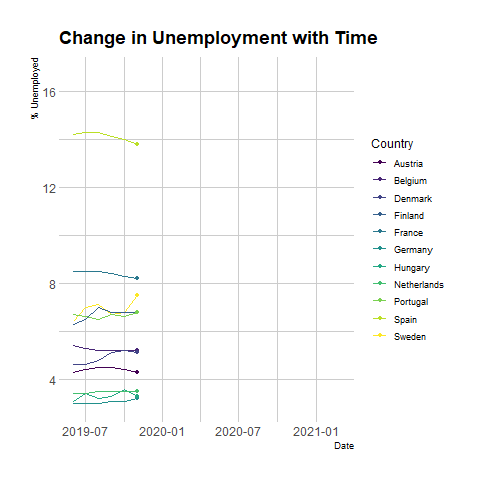 Change in Unemployment with Time
% Unemployed
16
12
8
4
2019-07
2020-01
2020-07
2021-01
Date
Country
Austria
Belgium
Denmark
Finland
France
Germany
Hungary
Netherlands
Portugal
Spain
Sweden